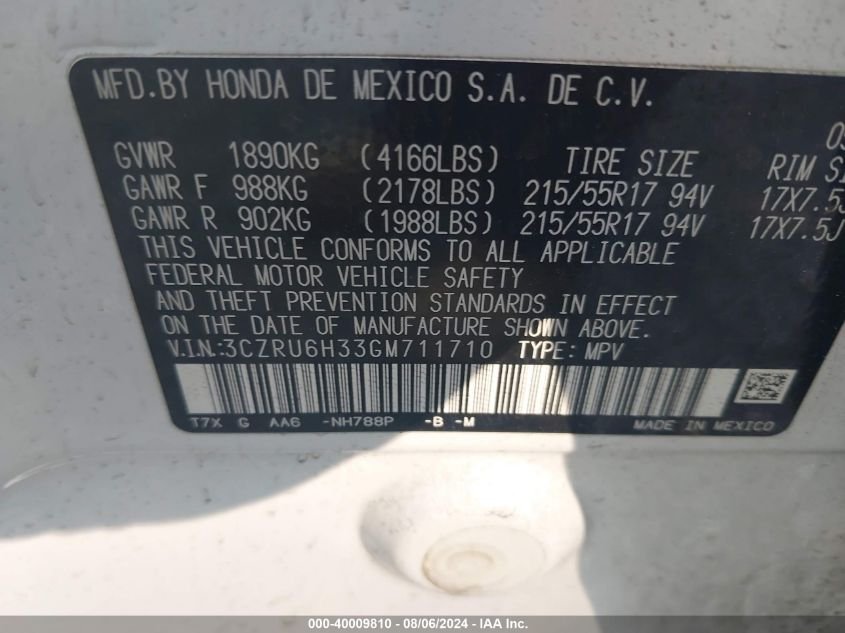 MFD.BY HONDA DE MEXICO S.A. DE C.V.
GVWR 1890KG (4166LBS) TIRE SIZE RIM
GAWR F 988KG (2178LBS) 215/55R17 94V 17X7.5J
GAWR R 902KG (1988LBS) 215/55R17 94V 17X7.5J
THIS VEHICLE CONFORMS TO ALL APPLICABLE
FEDERAL MOTOR VEHICLE SAFETY
AND THEFT PREVENTION STANDARDS IN EFFECT
ON THE DATE OF MANUFACTURE SHOWN ABOVE.
V.I.N.:3CZRU6H33GM711710 TYPE: MPV
T7X G AA6 -NH788P -B -M MADE IN MEXICO
000-40009810 - 08/06/2024 - IAA Inc.